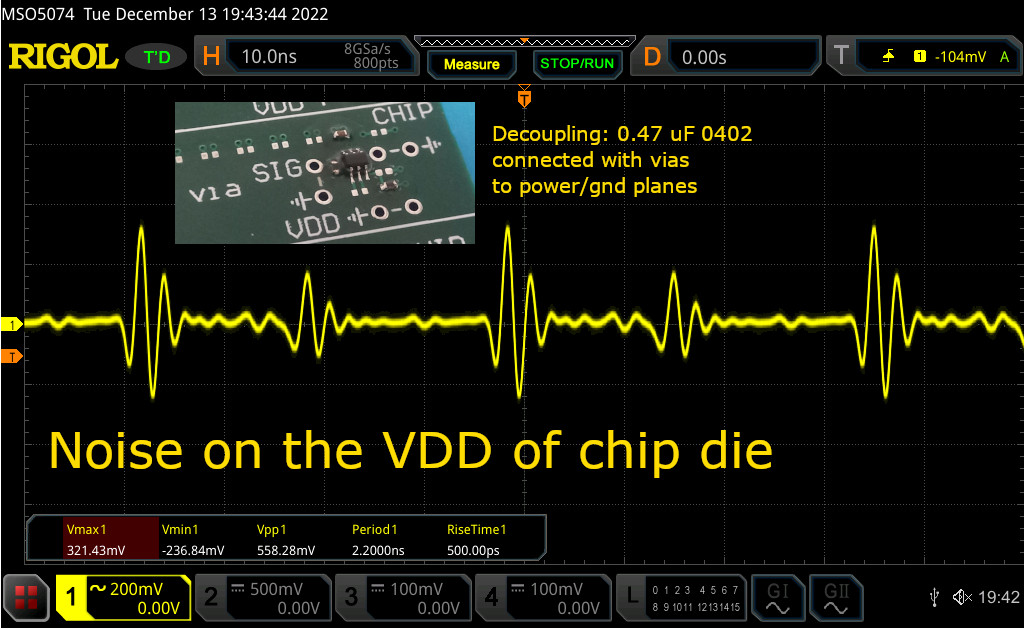 MSO5074 Tue December 13 19:43:44 2022
RIGOL T'D H 10.0ns 8GSa/s 800pts Measure STOP/RUN D 0.00s T 1 -104mV A
T
CHIP
SIG
via
VDD
Decoupling: 0.47 uF 0402
connected with vias
to power/gnd planes
1
T
Noise on the VDD of chip die
Vmax1 Vmin1 Vpp1 Period1 RiseTime1
321.43mV -236.84mV 558.28mV 2.2000ns 500.00ps
1 200mV 2 500mV 3 100mV 4 100mV L 0 1 2 3 4 5 6 7 GI GII
0.00V 0.00V 0.00V 0.00V 8 9 10 11 12 13 14 15
19:42